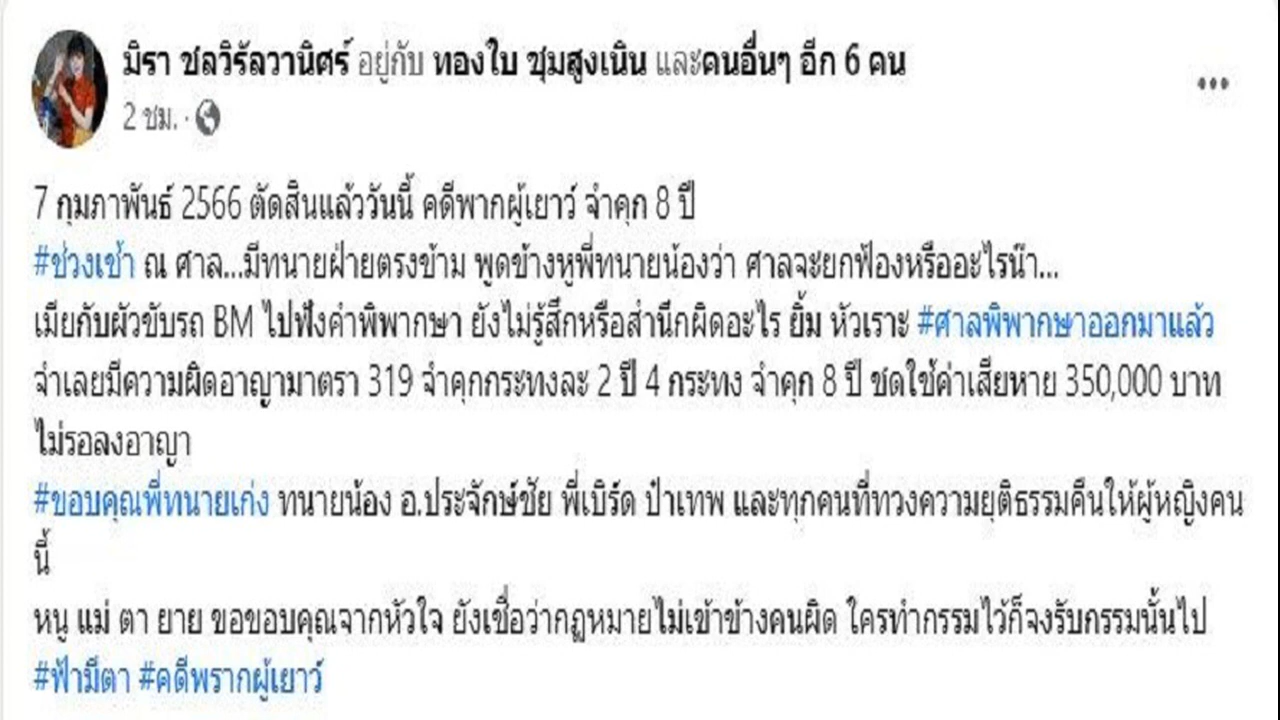 มิรา ชลวิรัลวานิศร์ อยู่กับ ทองใบ ชุมสูงเนิน และคนอื่นๆ อีก 6 คน
2 ชม. ·
7 กุมภาพันธ์ 2566 ตัดสินแล้ววันนี้ คดีพากผู้เยาว์ จำคุก 8 ปี
#ช่วงเช้า ณ ศาล...มีทนายฝ่ายตรงข้าม พูดข้างหูพี่ทนายน้องว่า ศาลจะยกฟ้องหรืออะไรน๊า...
เมียกับผัวขับรถ BM ไปฟังคำพิพากษา ยังไม่รู้สึกหรือสำนึกผิดอะไร ยิ้ม หัวเราะ #ศาลพิพากษาออกมาแล้ว
จำเลยมีความผิดอาญามาตรา 319 จำคุกกระทงละ 2 ปี 4 กระทง จำคุก 8 ปี ชดใช้ค่าเสียหาย 350,000 บาท
ไม่รอลงอาญา
#ขอบคุณพี่ทนายเก่ง ทนายน้อง อ.ประจักษ์ชัย พี่เบิร์ด ป๋าเทพ และทุกคนที่ทวงความยุติธรรมคืนให้ผู้หญิงคน
นี้
หนู แม่ ตา ยาย ขอขอบคุณจากหัวใจ ยังเชื่อว่ากฏหมายไม่เข้าข้างคนผิด ใครทำกรรมไว้ก็จงรับกรรมนั้นไป
#ฟ้ามีตา #คดีพรากผู้เยาว์